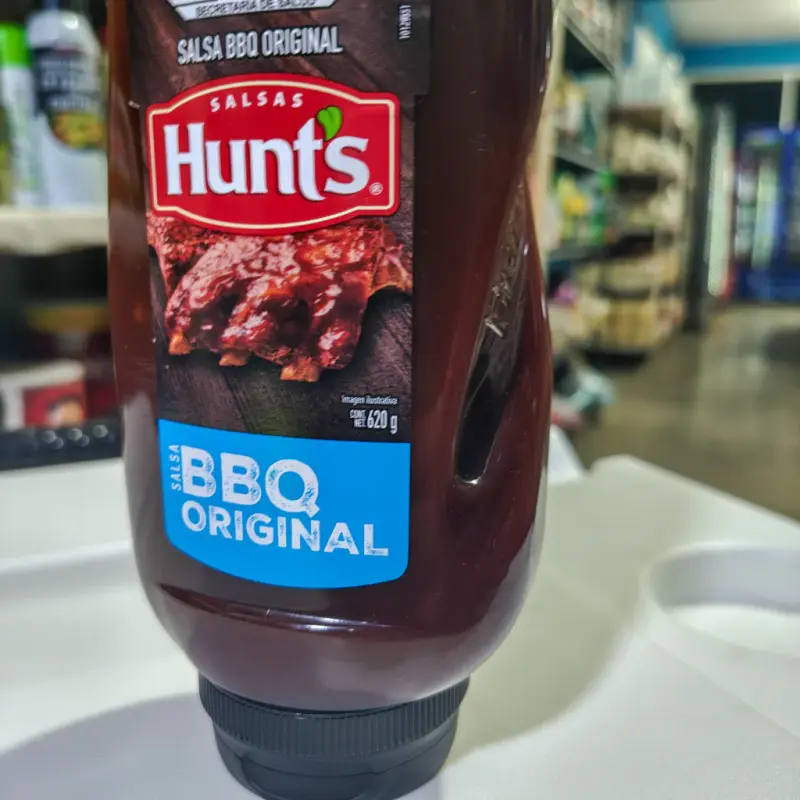 SECRETARÍA DE SALUD
SALSA BBQ ORIGINAL
SALSAS
Hunt's®
Imagen ilustrativa
CONT. NET. 620 g
SALSA
BBQ
ORIGINAL